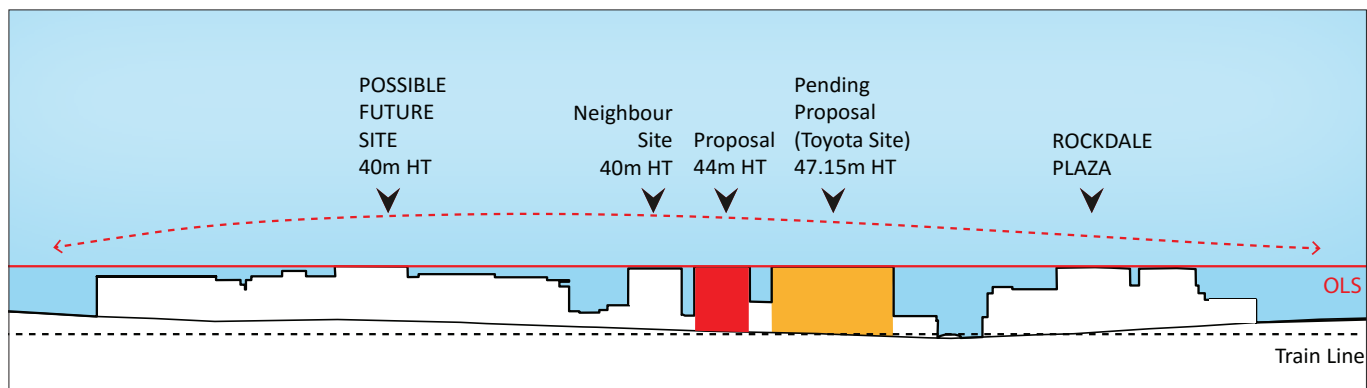 POSSIBLE
FUTURE
SITE
40m HT
Neighbour
Site
40m HT
Proposal
44m HT
Pending
Proposal
(Toyota Site)
47.15m HT
ROCKDALE
PLAZA
OLS
Train Line